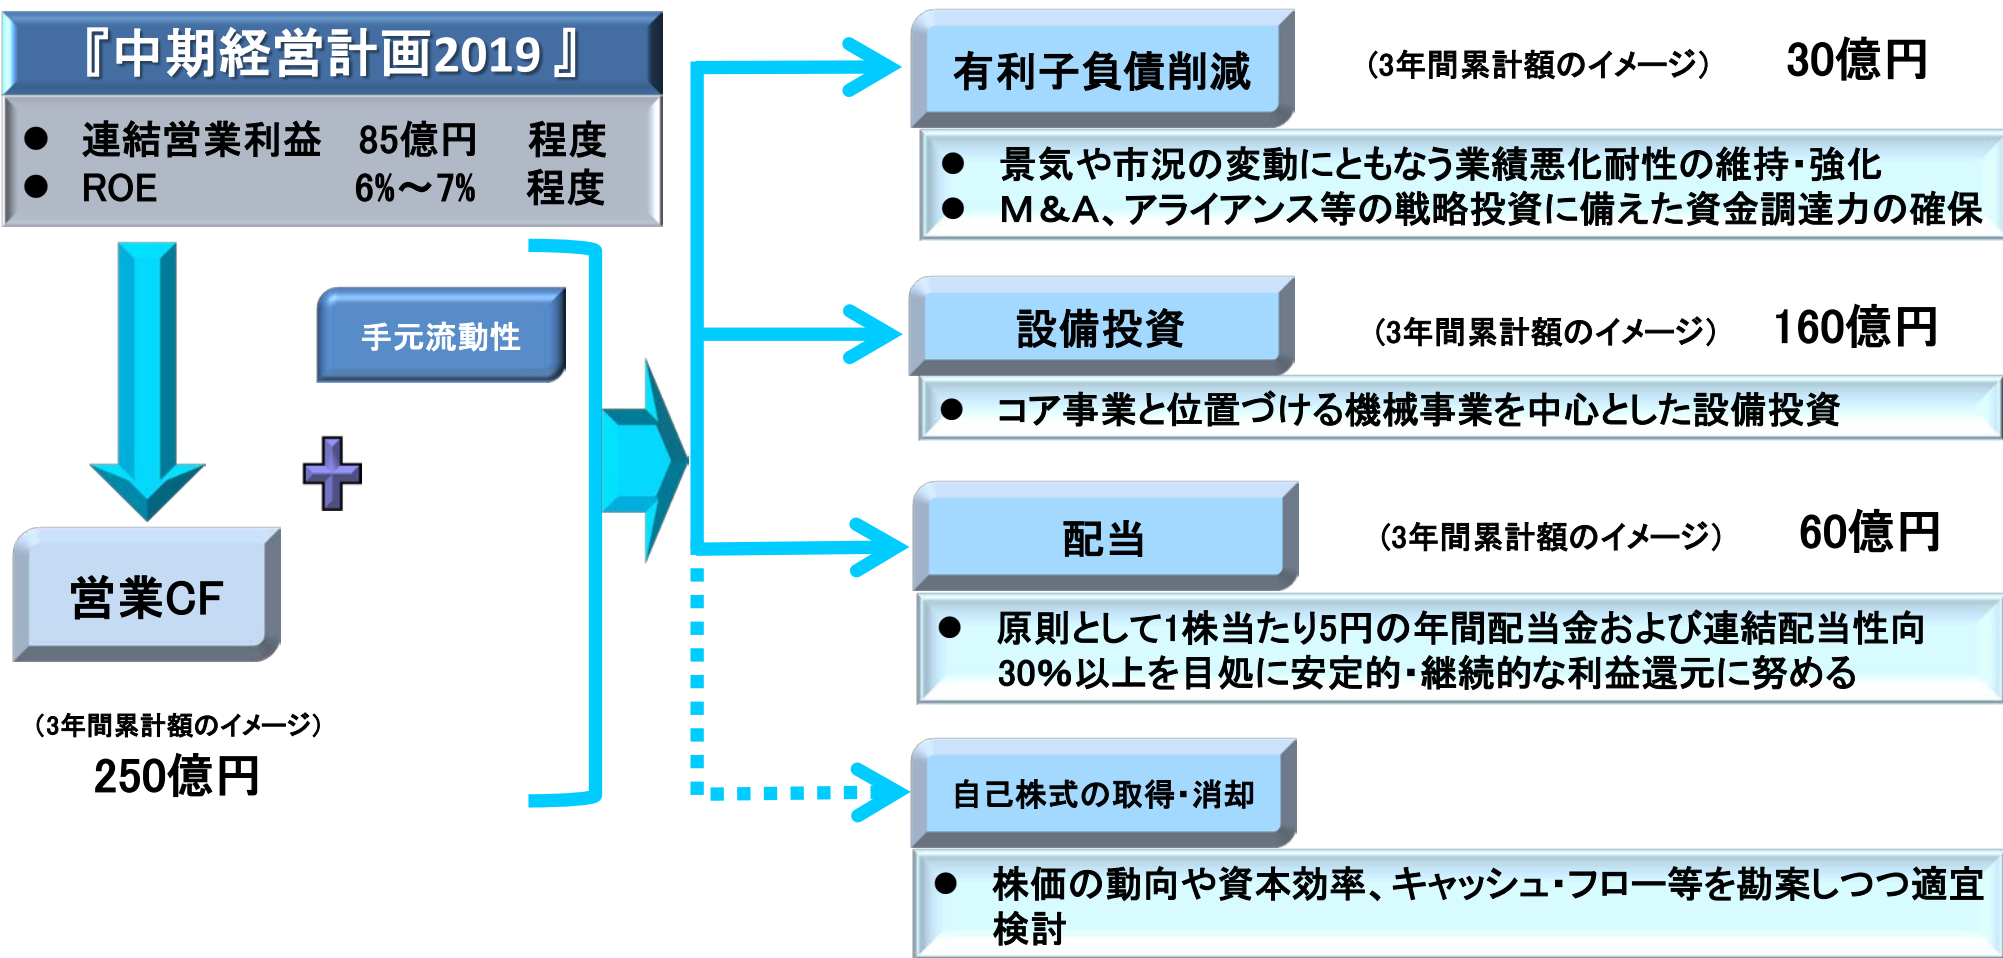 『中期経営計画2019 』
● 連結営業利益 85億円 程度
● ROE 6%～7% 程度
手元流動性
営業CF
（3年間累計額のイメージ）
250億円
有利子負債削減 （3年間累計額のイメージ） 30億円
● 景気や市況の変動にともなう業績悪化耐性の維持・強化
● M＆A、アライアンス等の戦略投資に備えた資金調達力の確保
設備投資 （3年間累計額のイメージ） 160億円
● コア事業と位置づける機械事業を中心とした設備投資
配当 （3年間累計額のイメージ） 60億円
● 原則として1株当たり5円の年間配当金および連結配当性向
30%以上を目処に安定的・継続的な利益還元に努める
自己株式の取得・消却
● 株価の動向や資本効率、キャッシュ・フロー等を勘案しつつ適宜
検討